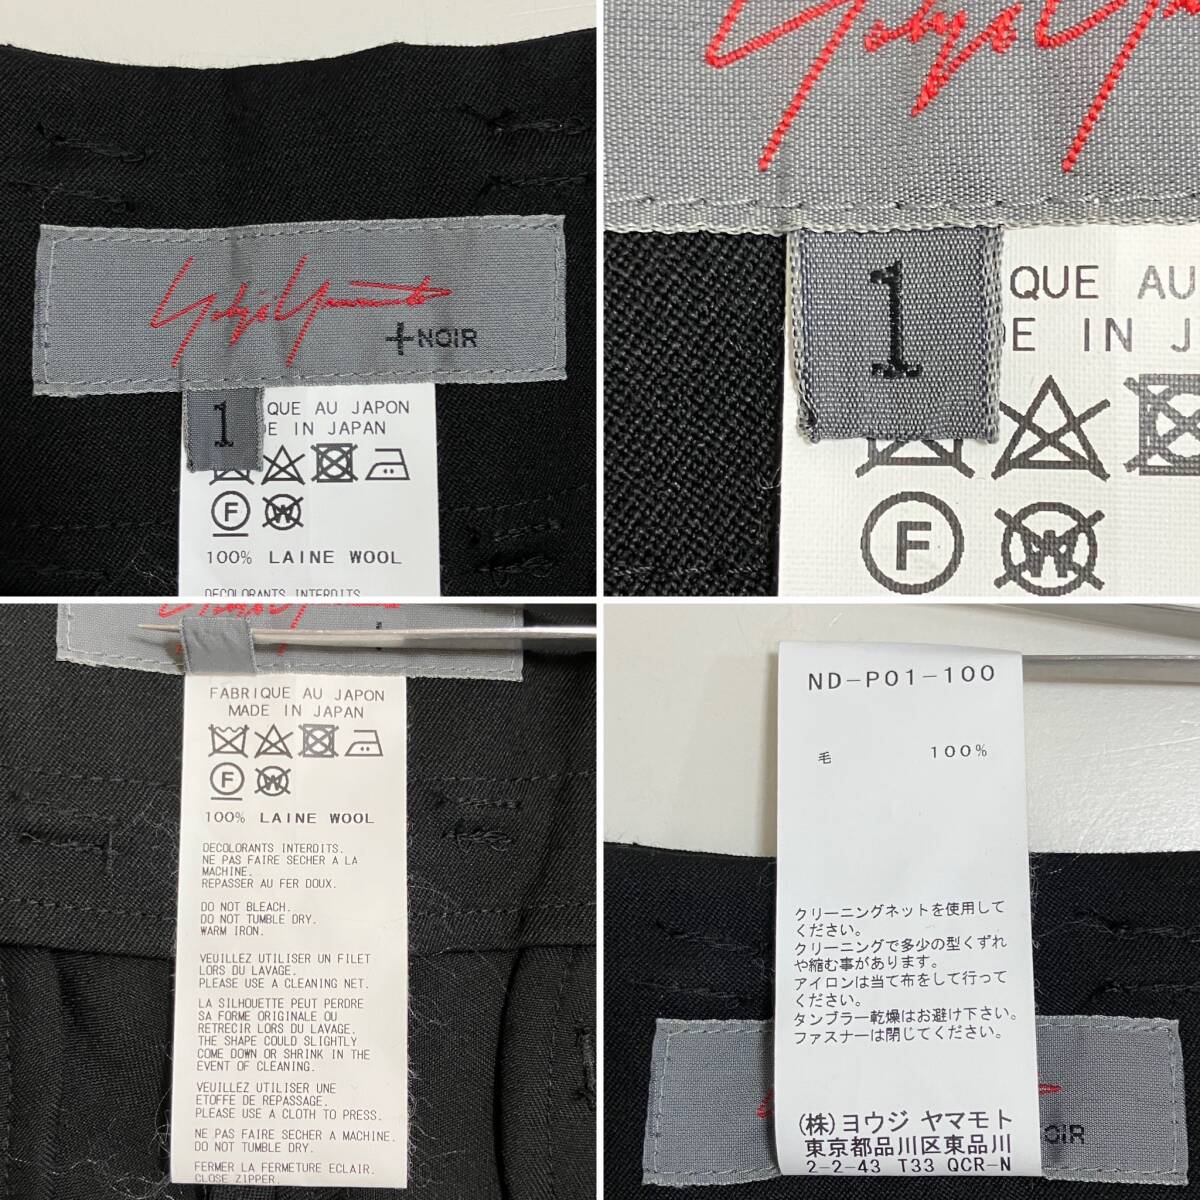 Yohji Yamamoto
+NOIR
1
QUE AU JAPON
E IN JAPAN
F
W
100% LAINE WOOL
DECOLORANTS INTERDITS
Yohji Y
1
QUE AU
E IN J
F
W
FABRIQUE AU JAPON
MADE IN JAPAN
F
W
100% LAINE WOOL
DECOLORANTS INTERDITS.
NE PAS FAIRE SECHER A LA
MACHINE.
REPASSER AU FER DOUX.
DO NOT BLEACH.
DO NOT TUMBLE DRY.
WARM IRON.
VEUILLEZ UTILISER UN FILET
LORS DU LAVAGE.
PLEASE USE A CLEANING NET.
LA SILHOUETTE PEUT PERDRE
SA FORME ORIGINALE OU
RETRECIR LORS DU LAVAGE.
THE SHAPE COULD SLIGHTLY
COME DOWN OR SHRINK IN THE
EVENT OF CLEANING.
VEUILLEZ UTILISER UNE
ETOFFE DE REPASSAGE.
PLEASE USE A CLOTH TO PRESS.
NE PAS FAIRE SECHER A MACHINE.
DO NOT TUMBLE DRY.
FERMER LA FERMETURE ECLAIR.
CLOSE ZIPPER.
ND-P01-100
毛 100%
クリーニングネットを使用して
ください。
クリーニングで多少の型くずれ
や縮む事があります。
アイロンは当て布をして行って
ください。
タンブラー乾燥はお避け下さい。
ファスナーは閉じてください。
(株)ヨウジ ヤマモト
東京都品川区東品川
2-2-43 T33 QCR-N
OIR